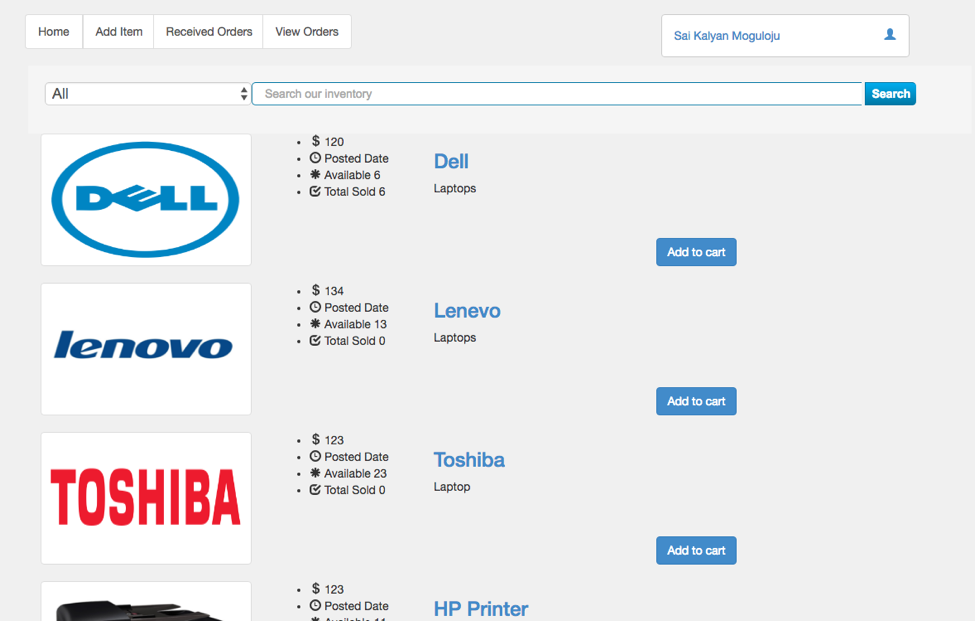 Home Add Item Received Orders View Orders
Sai Kalyan Moguloju
All Search our inventory Search
DELL
$ 120
Posted Date
Available 6
Total Sold 6
Dell
Laptops
Add to cart
lenovo
$ 134
Posted Date
Available 13
Total Sold 0
Lenevo
Laptops
Add to cart
TOSHIBA
$ 123
Posted Date
Available 23
Total Sold 0
Toshiba
Laptop
Add to cart
$ 123
Posted Date
Available 11
HP Printer